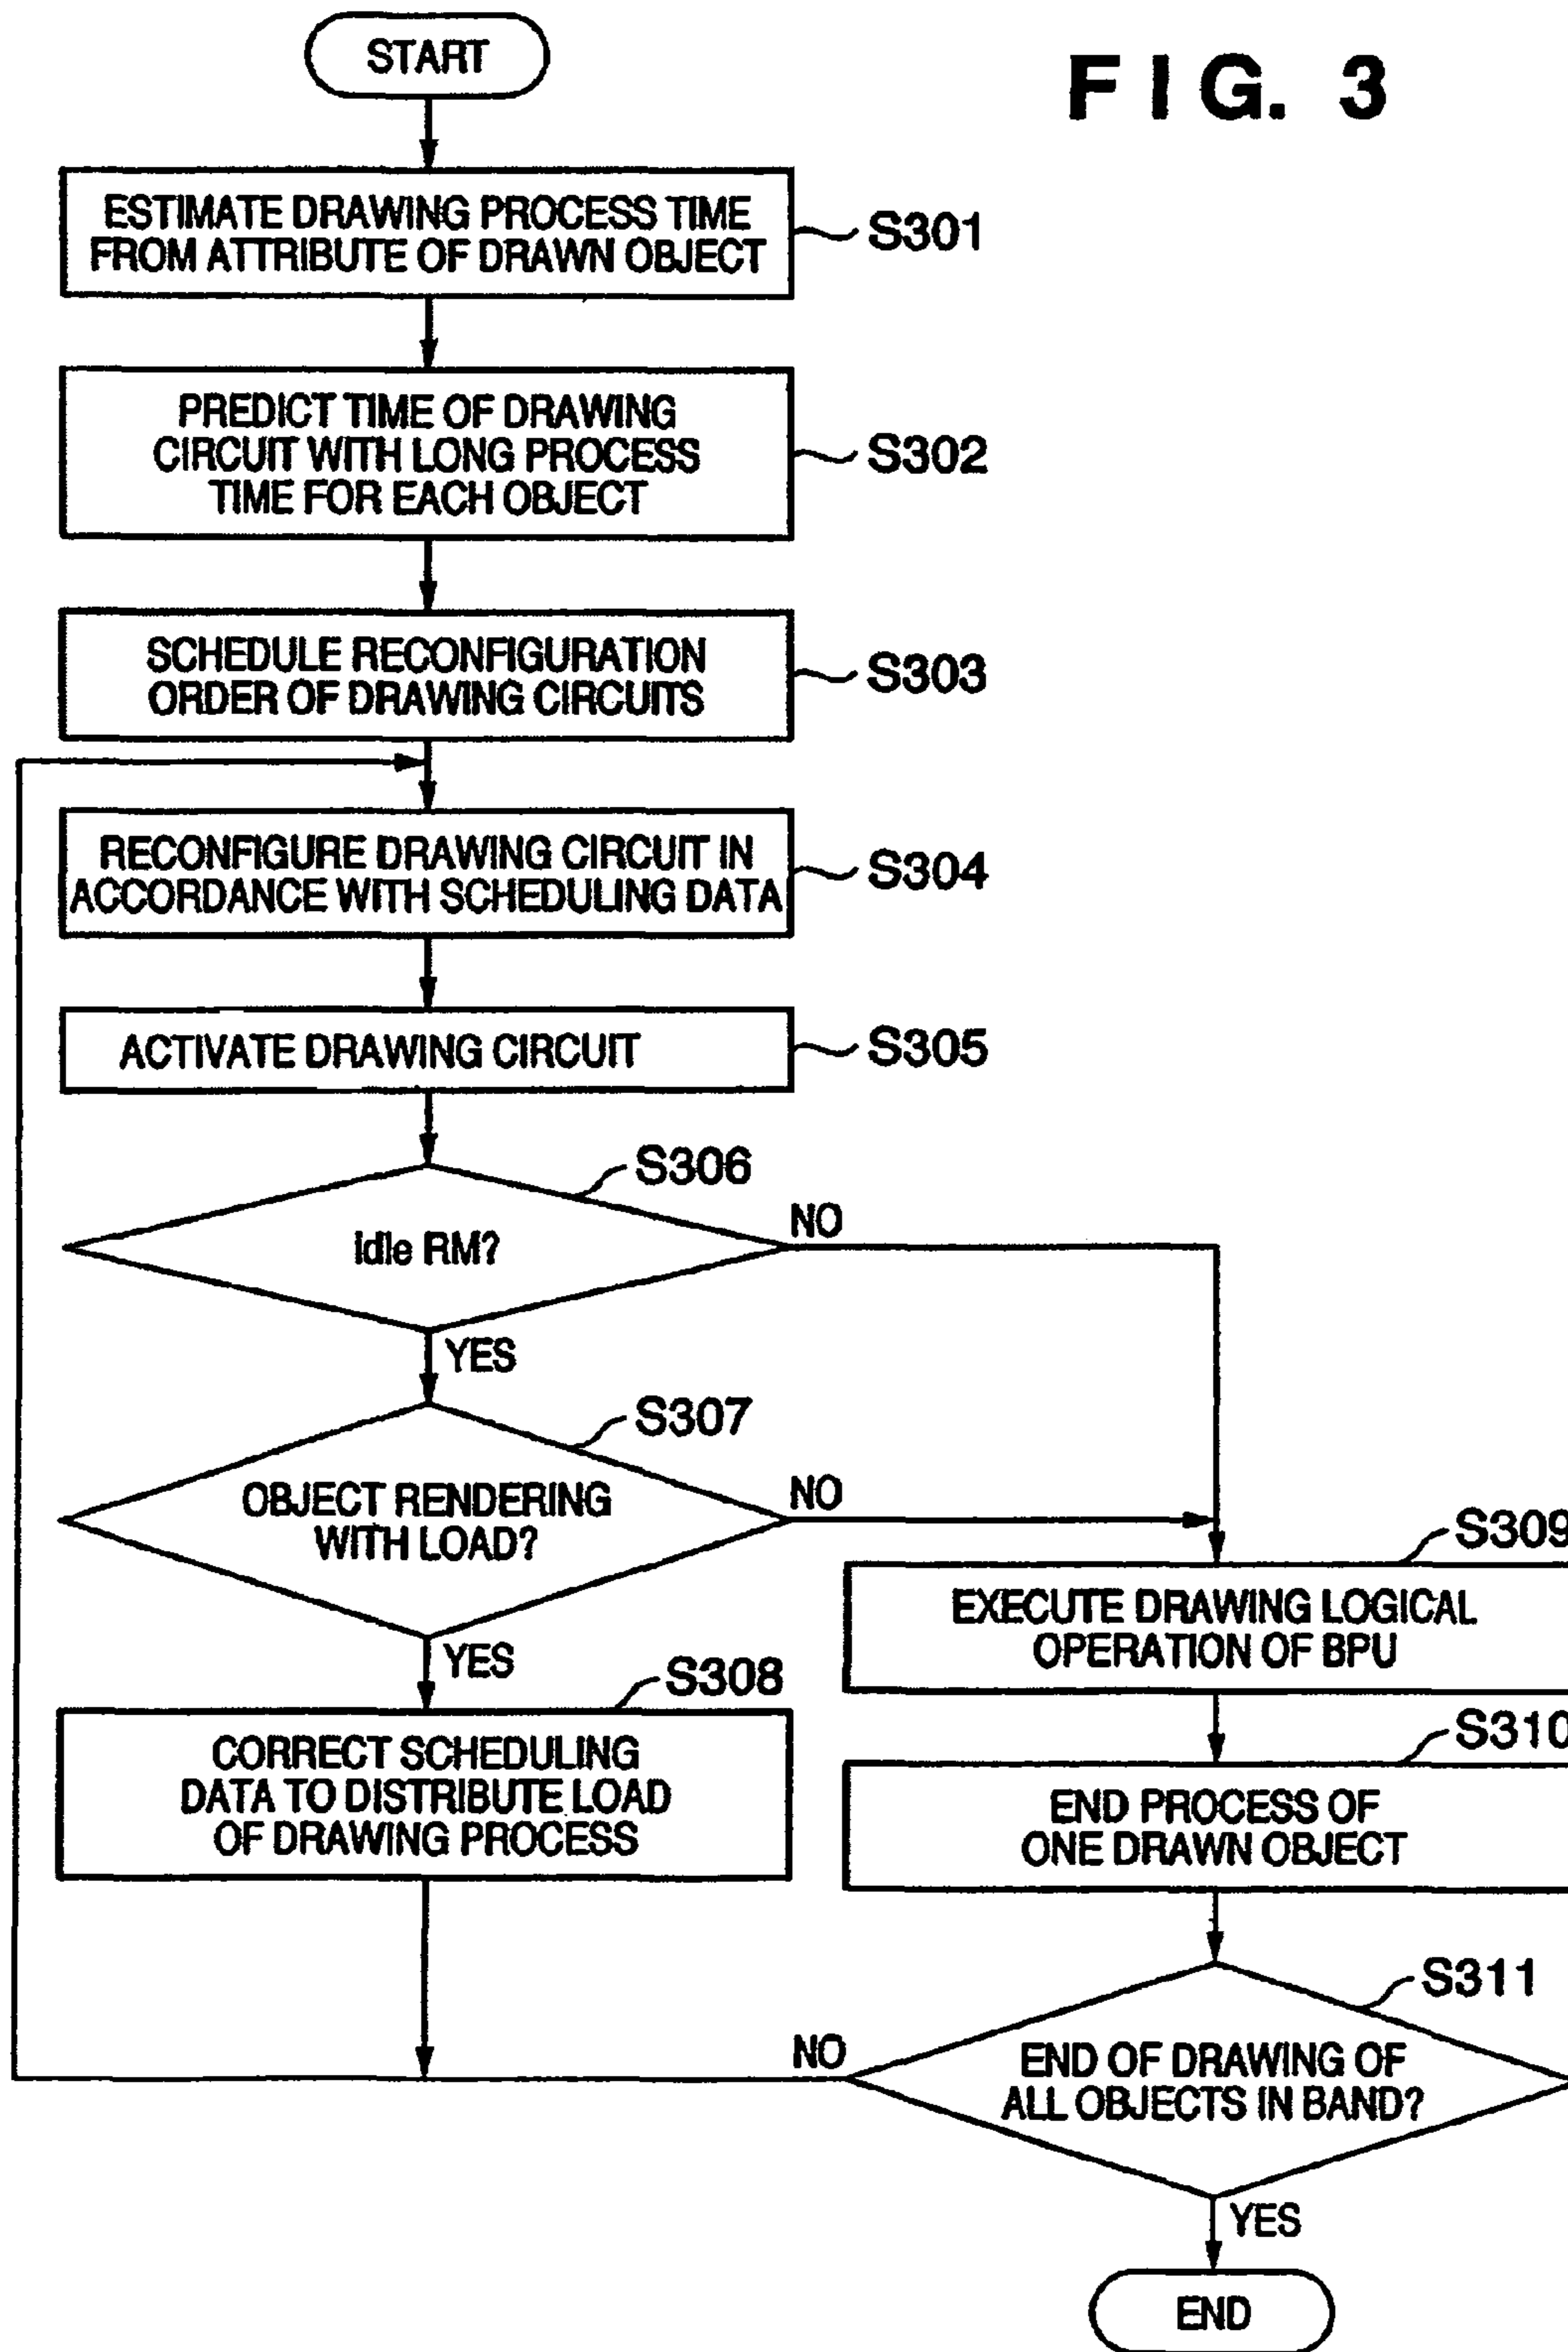 START
FIG. 3
ESTIMATE DRAWING PROCESS TIME
FROM ATTRIBUTE OF DRAWN OBJECT
S301
PREDICT TIME OF DRAWING
CIRCUIT WITH LONG PROCESS
TIME FOR EACH OBJECT
S302
SCHEDULE RECONFIGURATION
ORDER OF DRAWING CIRCUITS
S303
RECONFIGURE DRAWING CIRCUIT IN
ACCORDANCE WITH SCHEDULING DATA
S304
ACTIVATE DRAWING CIRCUIT
S305
S306
idle RM?
NO
YES
S307
OBJECT RENDERING
WITH LOAD?
NO
YES
S308
CORRECT SCHEDULING
DATA TO DISTRIBUTE LOAD
OF DRAWING PROCESS
S309
EXECUTE DRAWING LOGICAL
OPERATION OF BPU
S310
END PROCESS OF
ONE DRAWN OBJECT
S311
END OF DRAWING OF
ALL OBJECTS IN BAND?
NO
YES
END